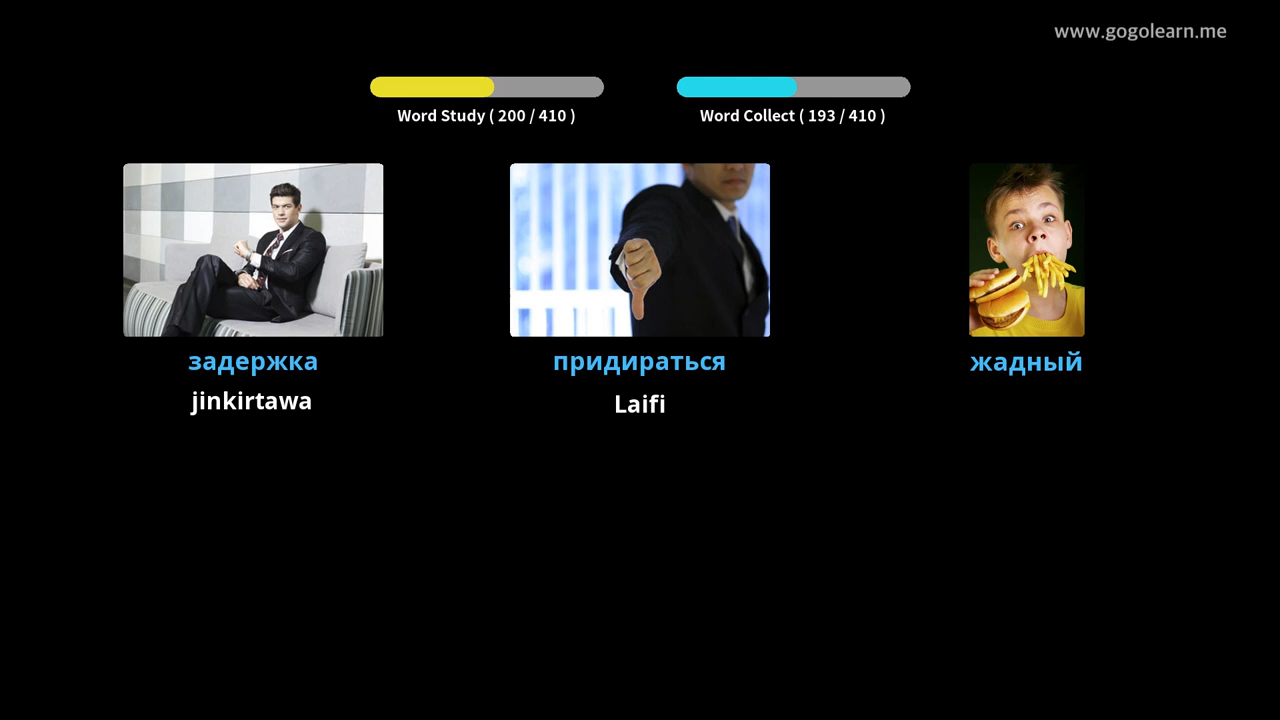 www.gogolearn.me
Word Study ( 200 / 410 )
Word Collect ( 193 / 410 )
задержка
jinkirtawa
придираться
Laifi
жадный